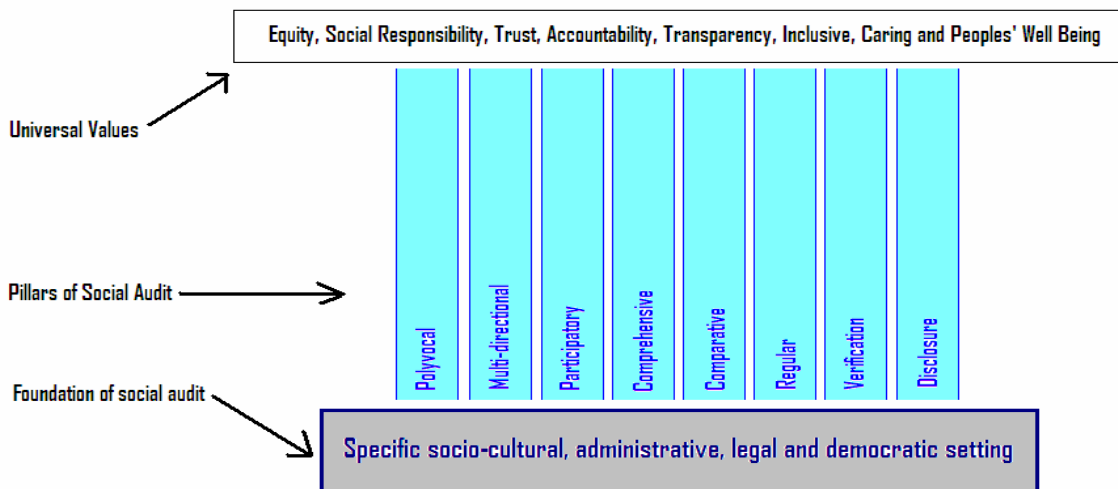 Equity, Social Responsibility, Trust, Accountability, Transparency, Inclusive, Caring and Peoples' Well Being
Universal Values
Pillars of Social Audit
Polyvocal
Multi-directional
Participatory
Comprehensive
Comparative
Regular
Verification
Disclosure
Foundation of social audit
Specific socio-cultural, administrative, legal and democratic setting